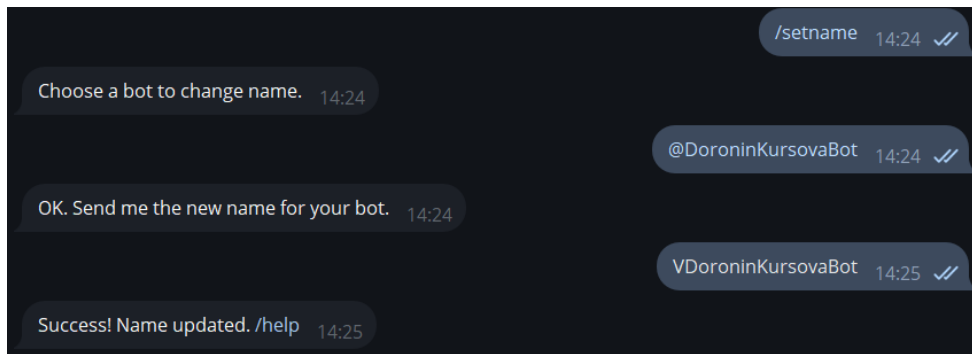 /setname 14:24
Choose a bot to change name. 14:24
@DoroninKursovaBot 14:24
OK. Send me the new name for your bot. 14:24
VDoroninKursovaBot 14:25
Success! Name updated. /help 14:25